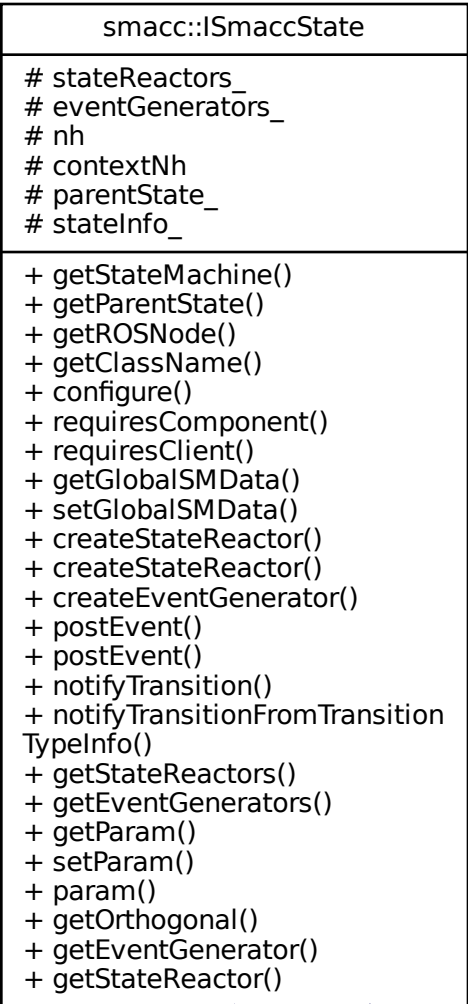 smacc::ISmaccState
# stateReactors_
# eventGenerators_
# nh
# contextNh
# parentState_
# stateInfo_
+ getStateMachine()
+ getParentState()
+ getROSNode()
+ getClassName()
+ configure()
+ requiresComponent()
+ requiresClient()
+ getGlobalSMData()
+ setGlobalSMData()
+ createStateReactor()
+ createStateReactor()
+ createEventGenerator()
+ postEvent()
+ postEvent()
+ notifyTransition()
+ notifyTransitionFromTransition
TypeInfo()
+ getStateReactors()
+ getEventGenerators()
+ getParam()
+ setParam()
+ param()
+ getOrthogonal()
+ getEventGenerator()
+ getStateReactor()